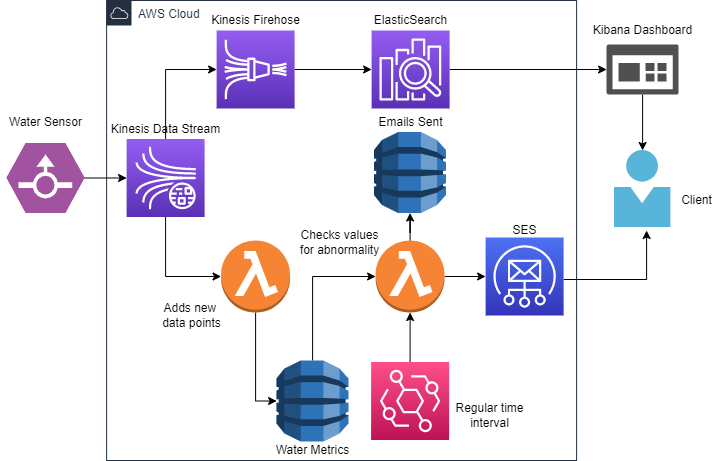 AWS Cloud
Kinesis Firehose
ElasticSearch
Kibana Dashboard
Water Sensor
Kinesis Data Stream
Emails Sent
Client
Checks values
for abnormality
SES
Adds new
data points
Regular time
interval
Water Metrics